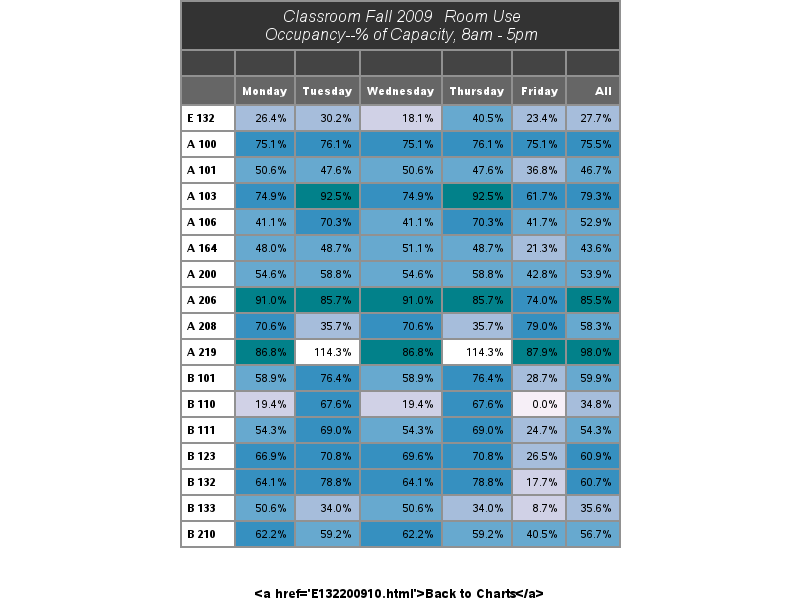 Classroom Fall 2009 Room Use
Occupancy--% of Capacity, 8am - 5pm
Monday Tuesday Wednesday Thursday Friday All
E 132 26.4% 30.2% 18.1% 40.5% 23.4% 27.7%
A 100 75.1% 76.1% 75.1% 76.1% 75.1% 75.5%
A 101 50.6% 47.6% 50.6% 47.6% 36.8% 46.7%
A 103 74.9% 92.5% 74.9% 92.5% 61.7% 79.3%
A 106 41.1% 70.3% 41.1% 70.3% 41.7% 52.9%
A 164 48.0% 48.7% 51.1% 48.7% 21.3% 43.6%
A 200 54.6% 58.8% 54.6% 58.8% 42.8% 53.9%
A 206 91.0% 85.7% 91.0% 85.7% 74.0% 85.5%
A 208 70.6% 35.7% 70.6% 35.7% 79.0% 58.3%
A 219 86.8% 114.3% 86.8% 114.3% 87.9% 98.0%
B 101 58.9% 76.4% 58.9% 76.4% 28.7% 59.9%
B 110 19.4% 67.6% 19.4% 67.6% 0.0% 34.8%
B 111 54.3% 69.0% 54.3% 69.0% 24.7% 54.3%
B 123 66.9% 70.8% 69.6% 70.8% 26.5% 60.9%
B 132 64.1% 78.8% 64.1% 78.8% 17.7% 60.7%
B 133 50.6% 34.0% 50.6% 34.0% 8.7% 35.6%
B 210 62.2% 59.2% 62.2% 59.2% 40.5% 56.7%
<a href='E132200910.html'>Back to Charts</a>